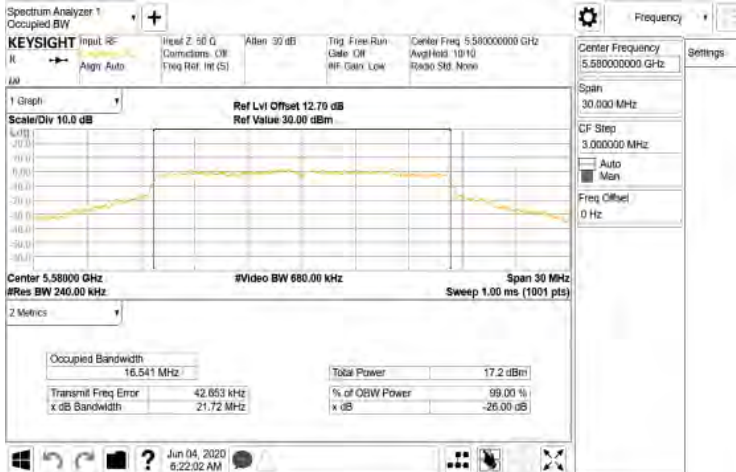 Spectrum Analyzer 1
Occupied BW
Frequency
KEYSIGHT
Input: RF
Input Z: 50 Ω
Atten: 30 dB
Trig: Free Run
Center Freq: 5.580000000 GHz
Corrections: Off
Gate: Off
Avg|Hold: 10/10
Align: Auto
Freq Ref: Int (S)
#IF Gain: Low
Radio Std: None
Center Frequency
5.580000000 GHz
Settings
Span
30.000 MHz
CF Step
3.000000 MHz
Auto
Man
Freq Offset
0 Hz
1 Graph
Scale/Div 10.0 dB
Ref Lvl Offset 12.70 dB
Ref Value 30.00 dBm
Log
Center 5.58000 GHz
#Video BW 680.00 kHz
Span 30 MHz
#Res BW 240.00 kHz
Sweep 1.00 ms (1001 pts)
2 Metrics
Occupied Bandwidth
16.541 MHz
Total Power
17.2 dBm
Transmit Freq Error
42.653 kHz
% of OBW Power
99.00 %
x dB Bandwidth
21.72 MHz
x dB
-26.00 dB
Jun 04, 2020
6:22:02 AM